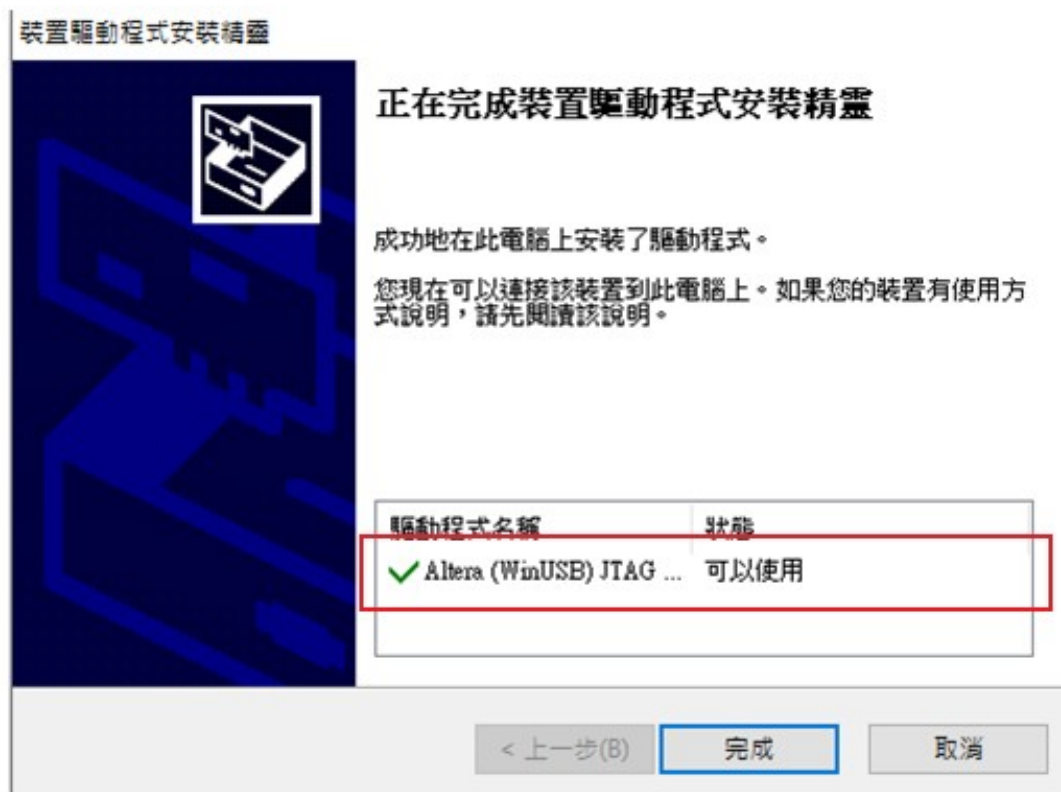 裝置驅動程式安裝精靈
正在完成裝置驅動程式安裝精靈
成功地在此電腦上安裝了驅動程式。
您現在可以連接該裝置到此電腦上。如果您的裝置有使用方
式說明，請先閱讀該說明。
驅動程式名稱 狀態
Altera (WinUSB) JTAG ... 可以使用
< 上一步(B) 完成 取消